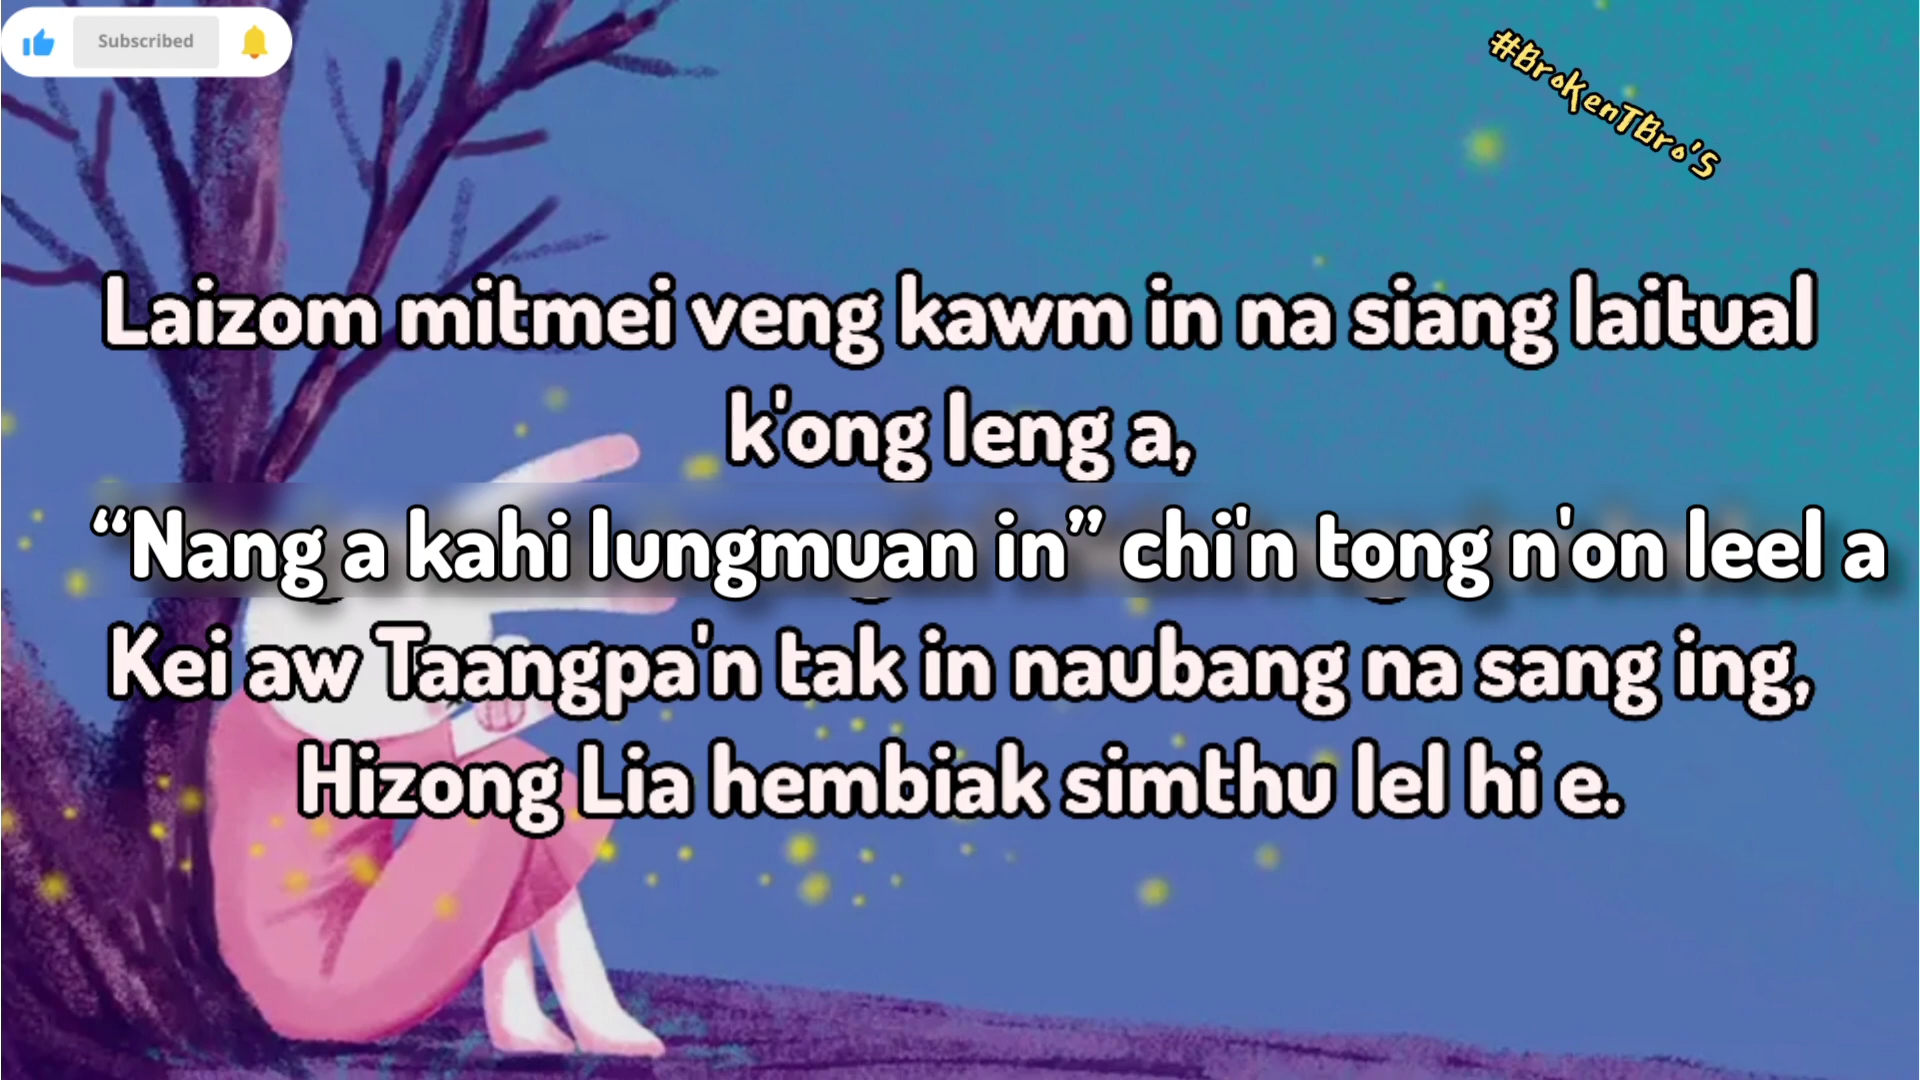 Subscribed
#BroKenTBro'S
Laizom mitmei veng kawm in na siang laitual
k'ong leng a,
“Nang a kahi lungmuan in” chi'n tong n'on leel a
Kei aw Taangpa'n tak in naubang na sang ing,
Hizong Lia hembiak simthu lel hi e.